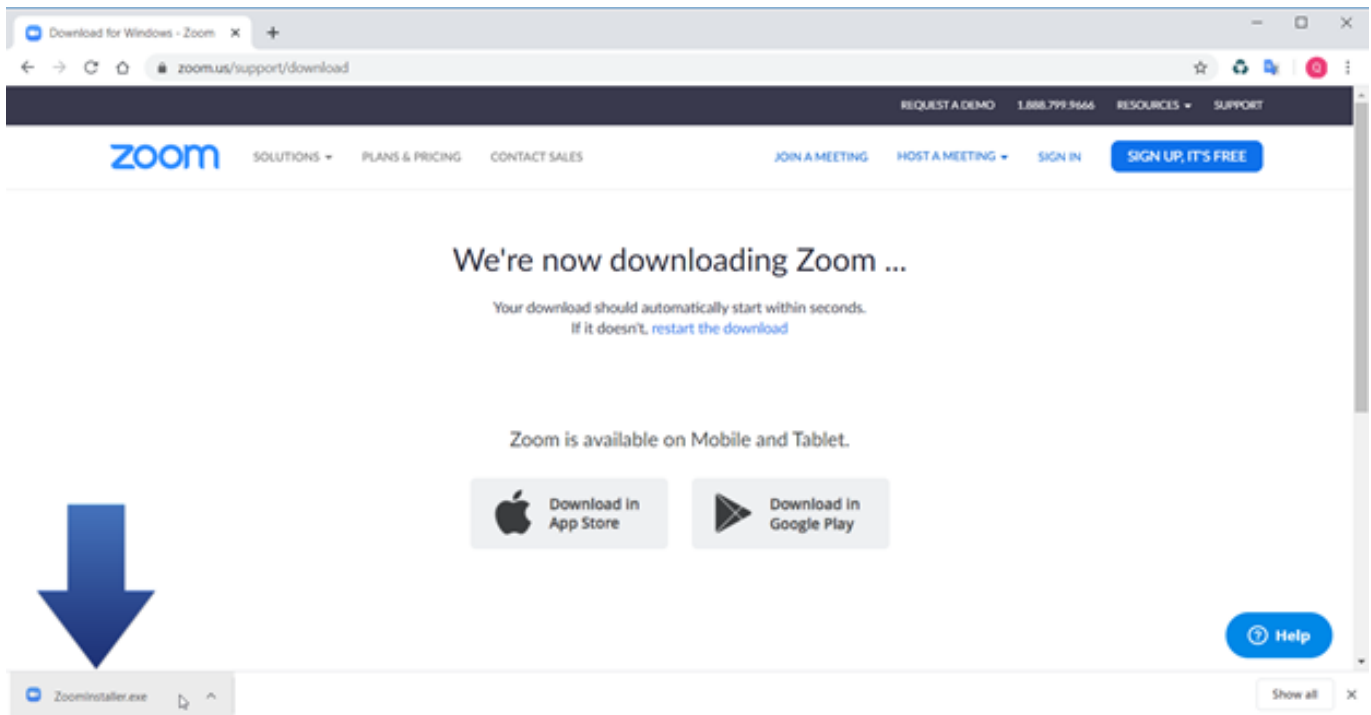 Download for Windows - Zoom
zoom.us/support/download
Q
REQUEST A DEMO 1.888.799.9666 RESOURCES SUPPORT
zoom SOLUTIONS PLANS & PRICING CONTACT SALES JOIN A MEETING HOST A MEETING SIGN IN SIGN UP, IT'S FREE
We're now downloading Zoom ...
Your download should automatically start within seconds.
If it doesn't, restart the download
Zoom is available on Mobile and Tablet.
Download in
App Store
Download in
Google Play
Help
ZoomInstaller.exe
Show all